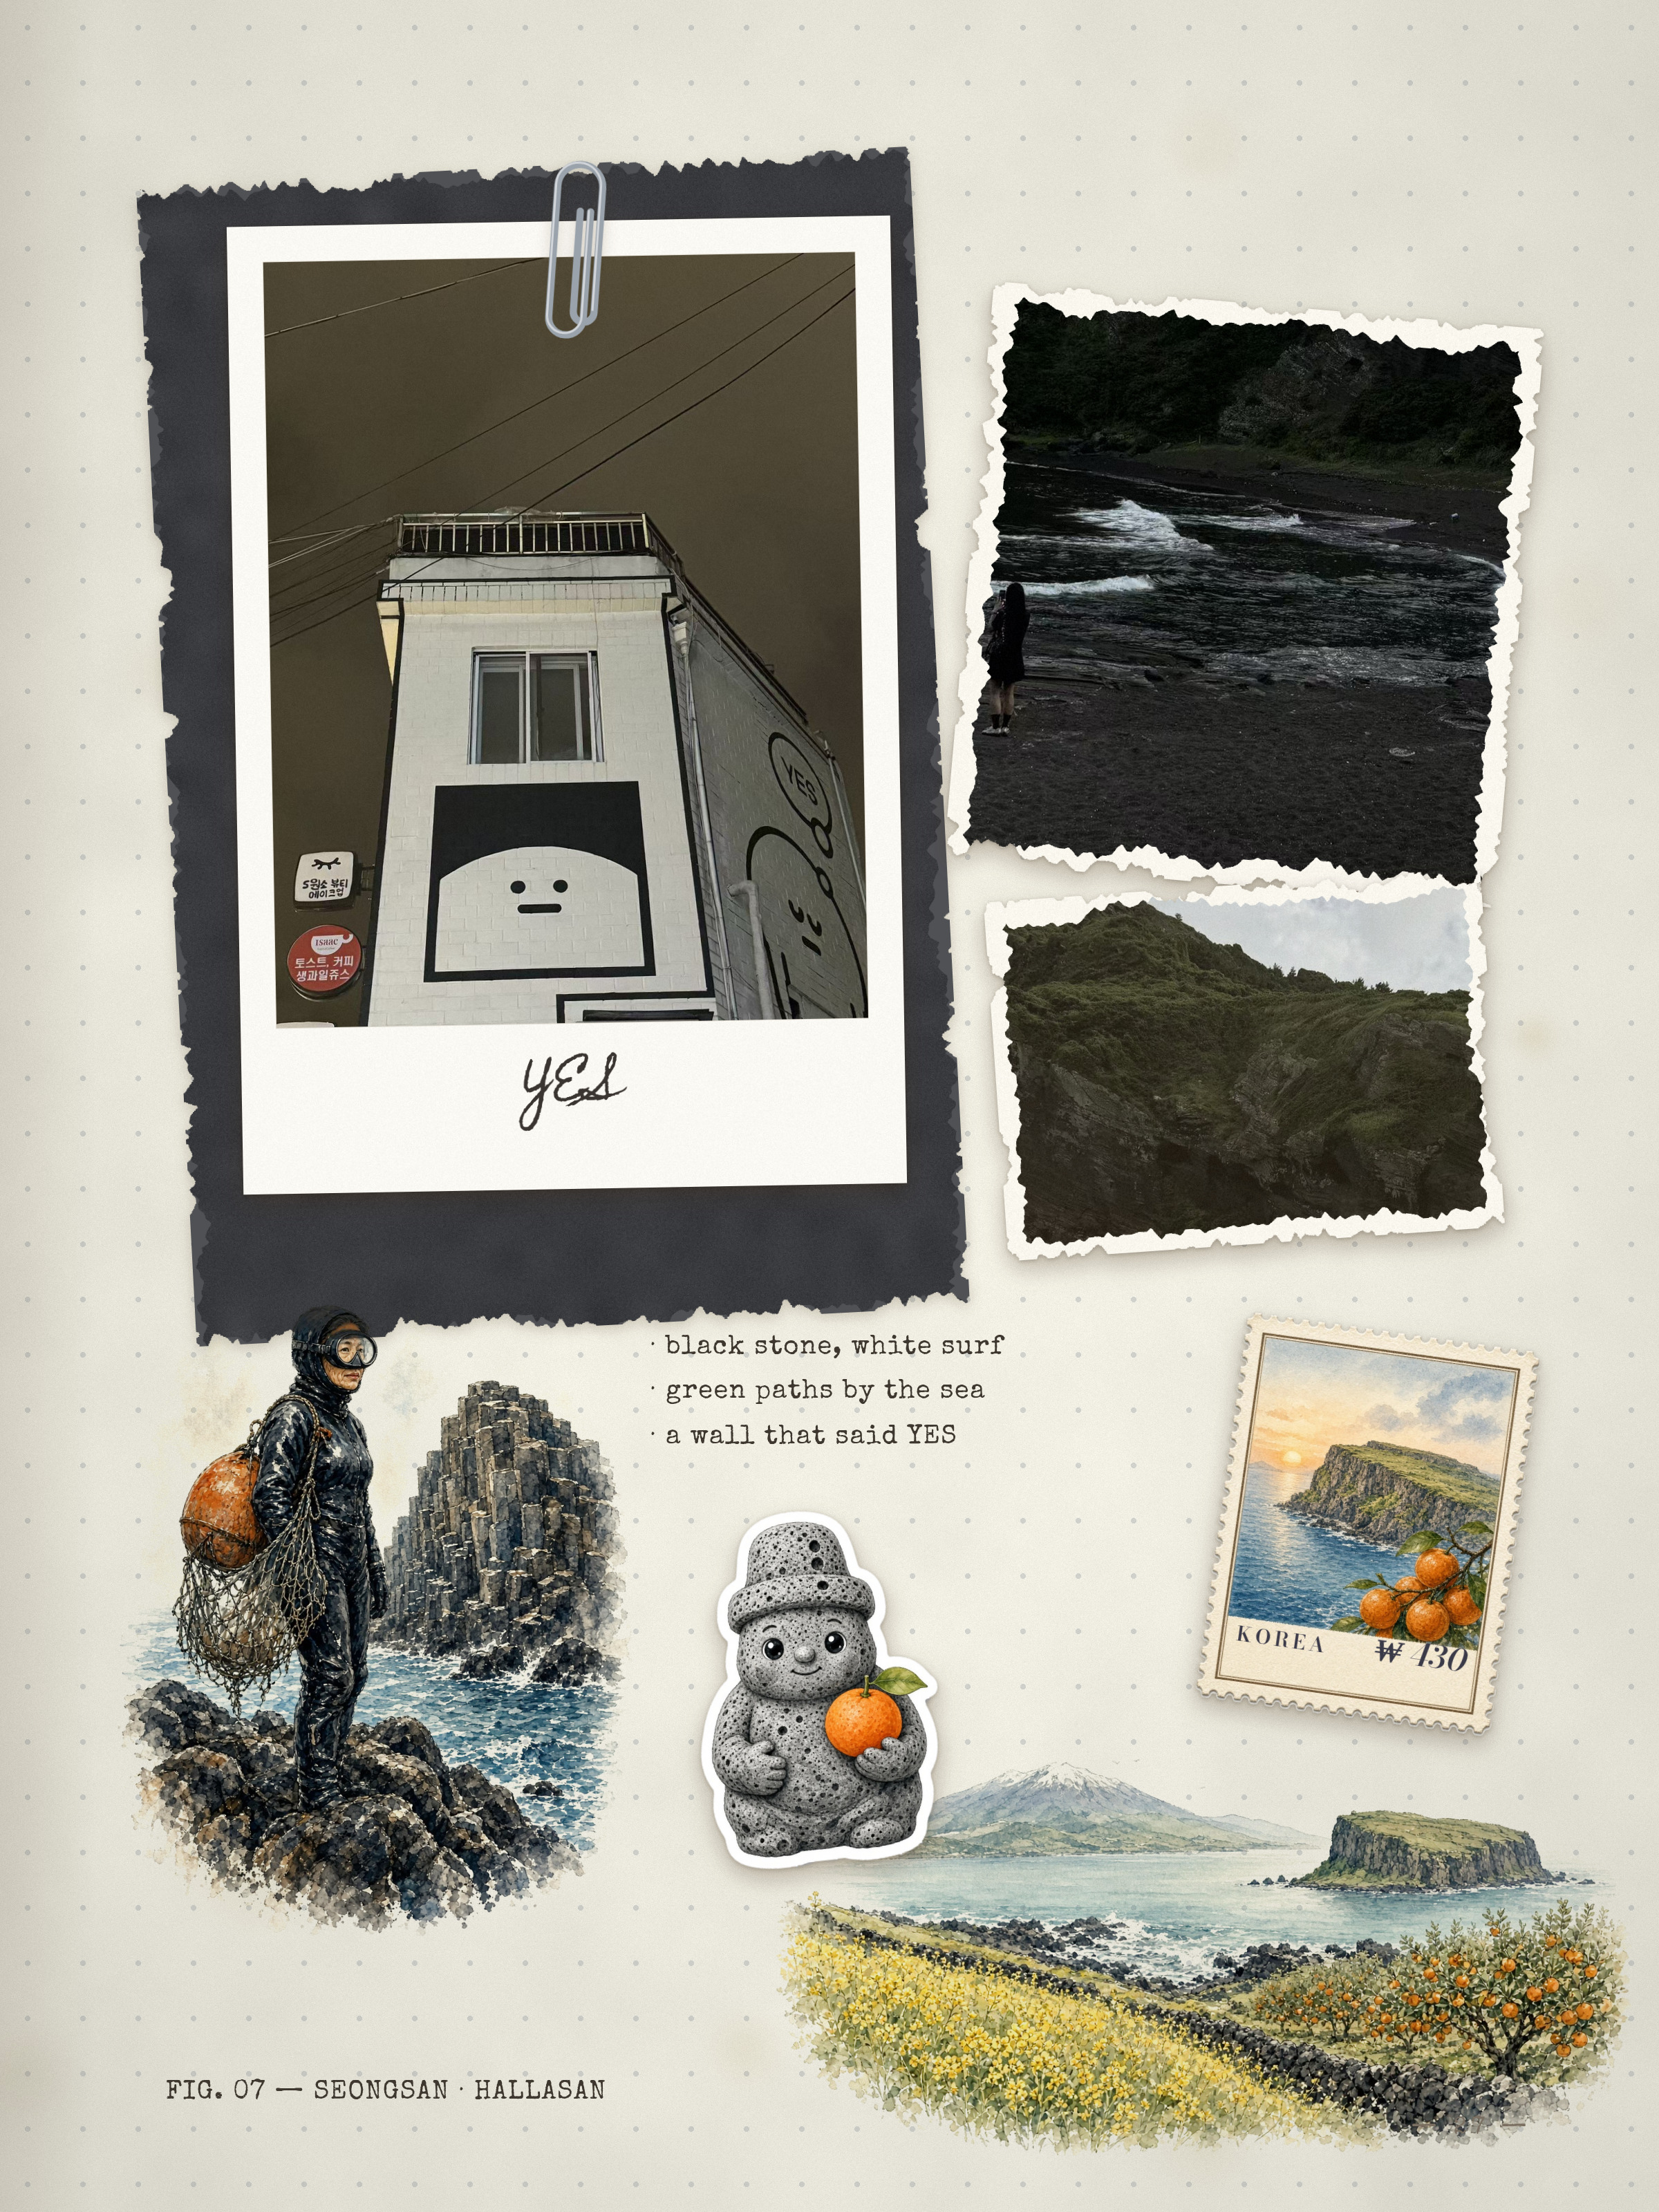 YES
S원소 뷰티
메이크업
ISAAC
토스트, 커피
생과일쥬스
YES
· black stone, white surf
· green paths by the sea
· a wall that said YES
KOREA
₩ 430
FIG. 07 — SEONGSAN · HALLASAN